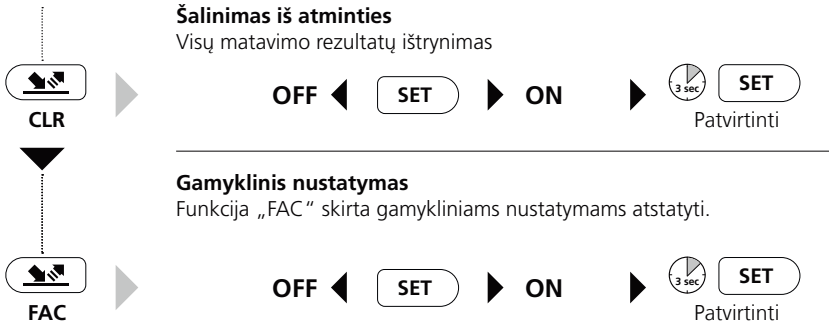 Šalinimas iš atminties
Visų matavimo rezultatų ištrynimas
CLR
OFF SET ON 3 sec SET
Patvirtinti
Gamyklinis nustatymas
Funkcija „FAC“ skirta gamykliniams nustatymams atstatyti.
FAC
OFF SET ON 3 sec SET
Patvirtinti